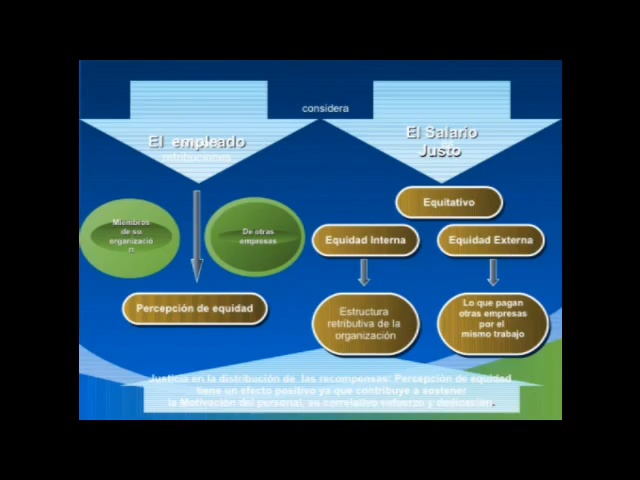 considera
El empleado
retribuciones
El Salario
Justo
Miembros
de su
organizació
n
De otras
empresas
Percepción de equidad
Equitativo
Equidad Interna
Equidad Externa
Estructura
retributiva de la
organización
Lo que pagan
otras empresas
por el
mismo trabajo
Justicia en la distribución de las recompensas: Percepción de equidad
tiene un efecto positivo ya que contribuye a sostener
la Motivación del personal, su correlativo esfuerzo y dedicación.